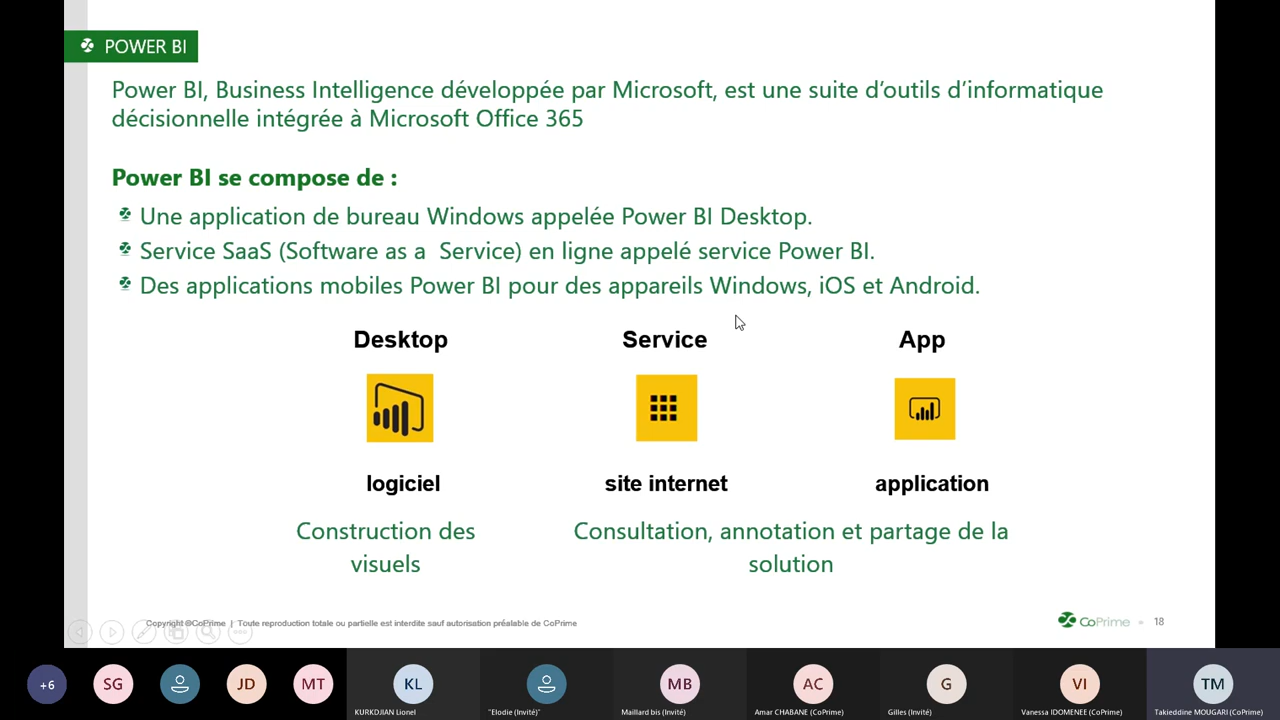 POWER BI
Power BI, Business Intelligence développée par Microsoft, est une suite d’outils d’informatique
décisionnelle intégrée à Microsoft Office 365
Power BI se compose de :
Une application de bureau Windows appelée Power BI Desktop.
Service SaaS (Software as a  Service) en ligne appelé service Power BI.
Des applications mobiles Power BI pour des appareils Windows, iOS et Android.
Desktop
Service
App
logiciel
site internet
application
Construction des
visuels
Consultation, annotation et partage de la
solution
Copyright ©CoPrime | Toute reproduction totale ou partielle est interdite sauf autorisation préalable de CoPrime
CoPrime
18
+6
SG
JD
MT
KL
MB
AC
G
VI
TM
KURKDJIAN Lionel
"Elodie (Invité)"
Maillard bis (Invité)
Amar CHABANE (CoPrime)
Gilles (Invité)
Vanessa IDOMENEE (CoPrime)
Takieddine MOUGARI (CoPrime)